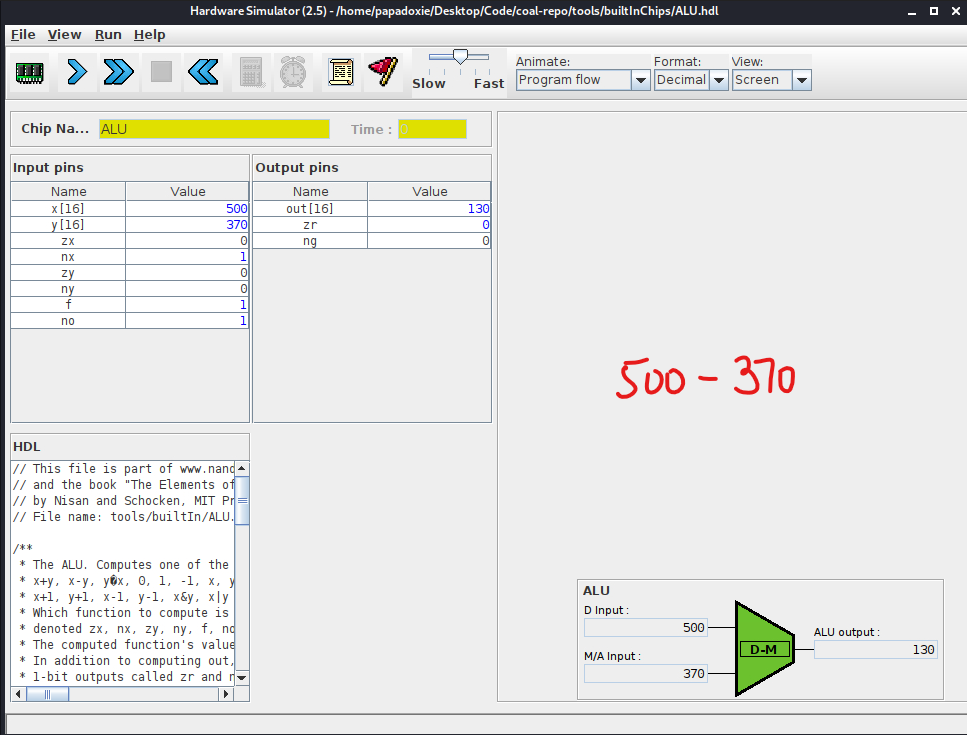 Hardware Simulator (2.5) - /home/papadoxie/Desktop/Code/coal-repo/tools/builtInChips/ALU.hdl
File View Run Help
Slow Fast
Animate: Format: View:
Program flow Decimal Screen
Chip Na... ALU Time : 0
Input pins
Name Value
x[16] 500
y[16] 370
zx 0
nx 1
zy 0
ny 0
f 1
no 1
Output pins
Name Value
out[16] 130
zr 0
ng 0
500 - 370
HDL
// This file is part of www.nand
// and the book "The Elements of
// by Nisan and Schocken, MIT Pr
// File name: tools/builtIn/ALU.
/**
* The ALU. Computes one of the
* x+y, x-y, y�x, 0, 1, -1, x, y
* x+1, y+1, x-1, y-1, x&y, x|y
* Which function to compute is
* denoted zx, nx, zy, ny, f, no
* The computed function's value
* In addition to computing out,
* 1-bit outputs called zr and n
ALU
D Input :
500
M/A Input :
370
D-M
ALU output :
130